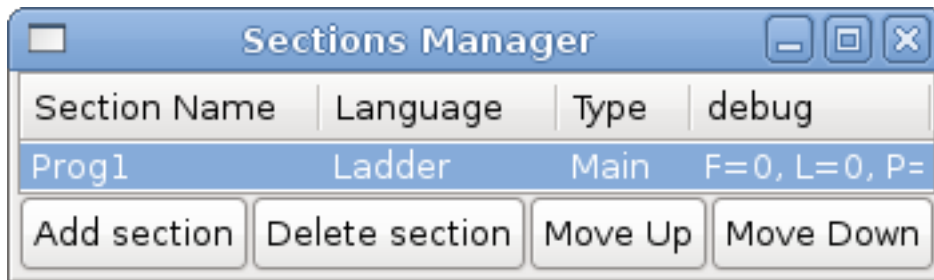 Sections Manager
Section Name Language Type debug
Prog1 Ladder Main F=0, L=0, P=
Add section Delete section Move Up Move Down